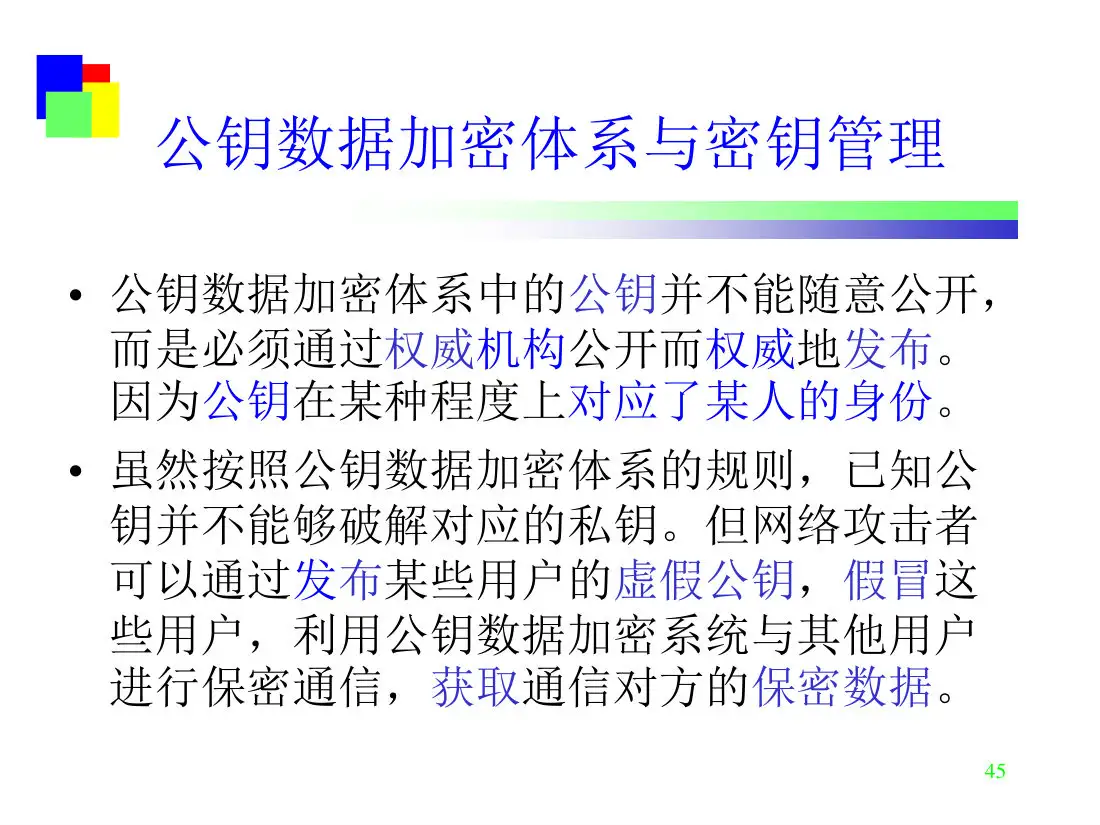 公钥数据加密体系与密钥管理
• 公钥数据加密体系中的公钥并不能随意公开，
而是必须通过权威机构公开而权威地发布。
因为公钥在某种程度上对应了某人的身份。
• 虽然按照公钥数据加密体系的规则，已知公
钥并不能够破解对应的私钥。但网络攻击者
可以通过发布某些用户的虚假公钥，假冒这
些用户，利用公钥数据加密系统与其他用户
进行保密通信，获取通信对方的保密数据。
45